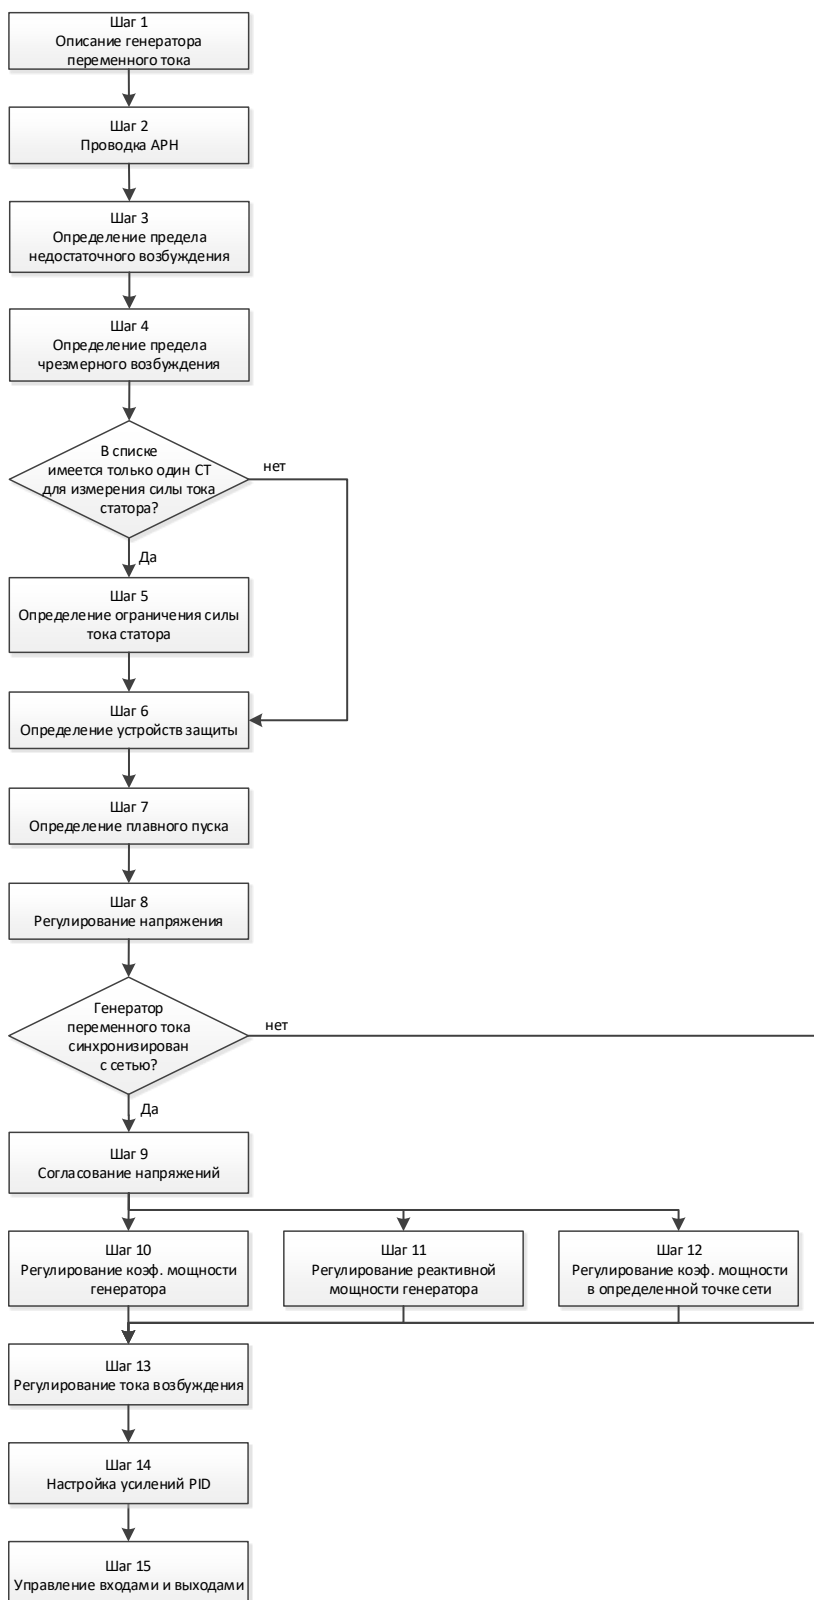 Шаг 1
Описание генератора
переменного тока
Шаг 2
Проводка АРН
Шаг 3
Определение предела
недостаточного возбуждения
Шаг 4
Определение предела
чрезмерного возбуждения
В списке
имеется только один СТ
для измерения силы тока
статора?
нет
Да
Шаг 5
Определение ограничения силы
тока статора
Шаг 6
Определение устройств защиты
Шаг 7
Определение плавного пуска
Шаг 8
Регулирование напряжения
Генератор
переменного тока
синхронизирован
с сетью?
нет
Да
Шаг 9
Согласование напряжений
Шаг 10
Регулирование коэф. мощности
генератора
Шаг 11
Регулирование реактивной
мощности генератора
Шаг 12
Регулирование коэф. мощности
в определенной точке сети
Шаг 13
Регулирование тока возбуждения
Шаг 14
Настройка усилений PID
Шаг 15
Управление входами и выходами